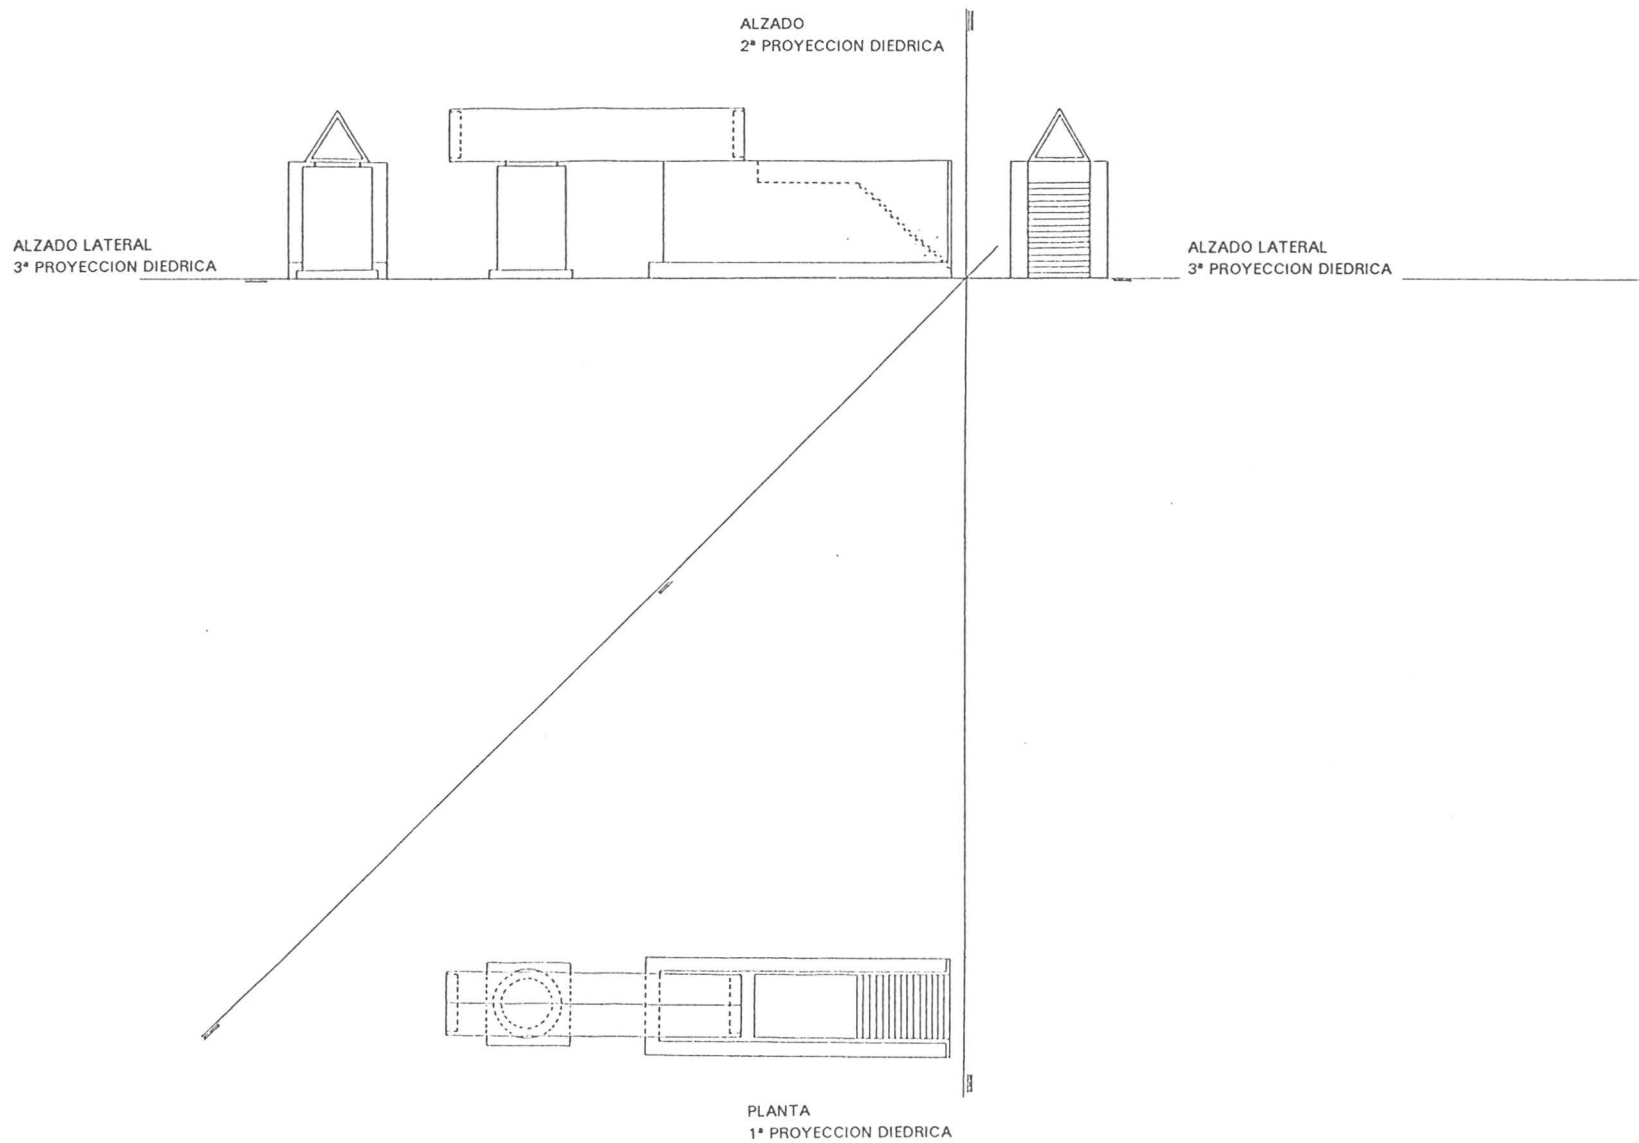 ALZADO
2ª PROYECCION DIEDRICA
ALZADO LATERAL
3ª PROYECCION DIEDRICA
ALZADO LATERAL
3ª PROYECCION DIEDRICA
PLANTA
1ª PROYECCION DIEDRICA